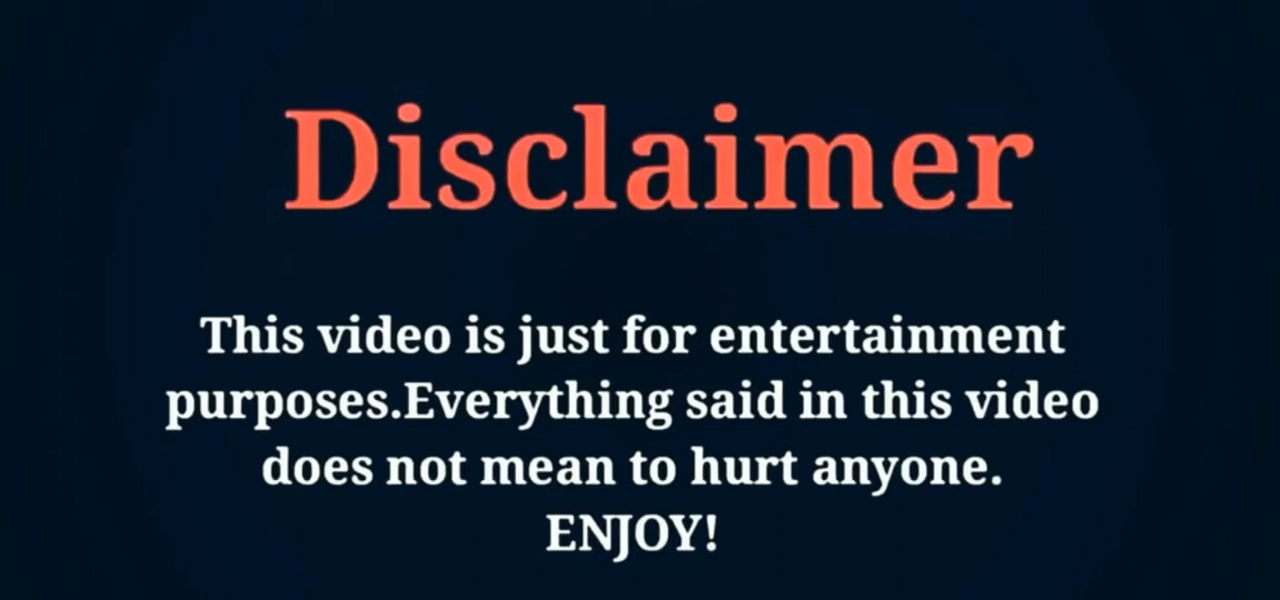 Disclaimer
This video is just for entertainment
purposes.Everything said in this video
does not mean to hurt anyone.
ENJOY!